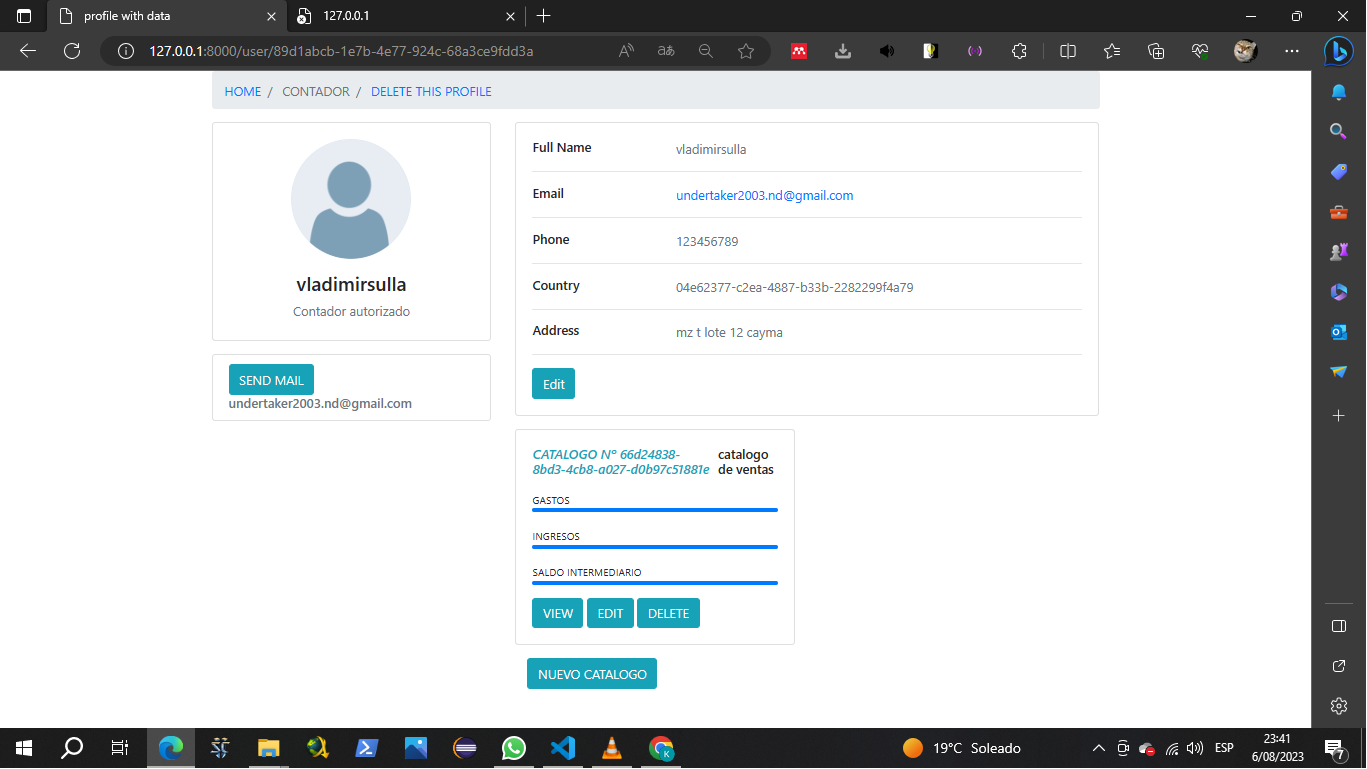 profile with data
127.0.0.1
127.0.0.1:8000/user/89d1abcb-1e7b-4e77-924c-68a3ce9fdd3a
HOME / CONTADOR / DELETE THIS PROFILE
vladimirsulla
Contador autorizado
SEND MAIL
undertaker2003.nd@gmail.com
Full Name vladimirsulla
Email undertaker2003.nd@gmail.com
Phone 123456789
Country 04e62377-c2ea-4887-b33b-2282299f4a79
Address mz t lote 12 cayma
Edit
CATALOGO Nº 66d24838-
8bd3-4cb8-a027-d0b97c51881e
catalogo
de ventas
GASTOS
INGRESOS
SALDO INTERMEDIARIO
VIEW EDIT DELETE
NUEVO CATALOGO
19°C Soleado
ESP
23:41
6/08/2023
7